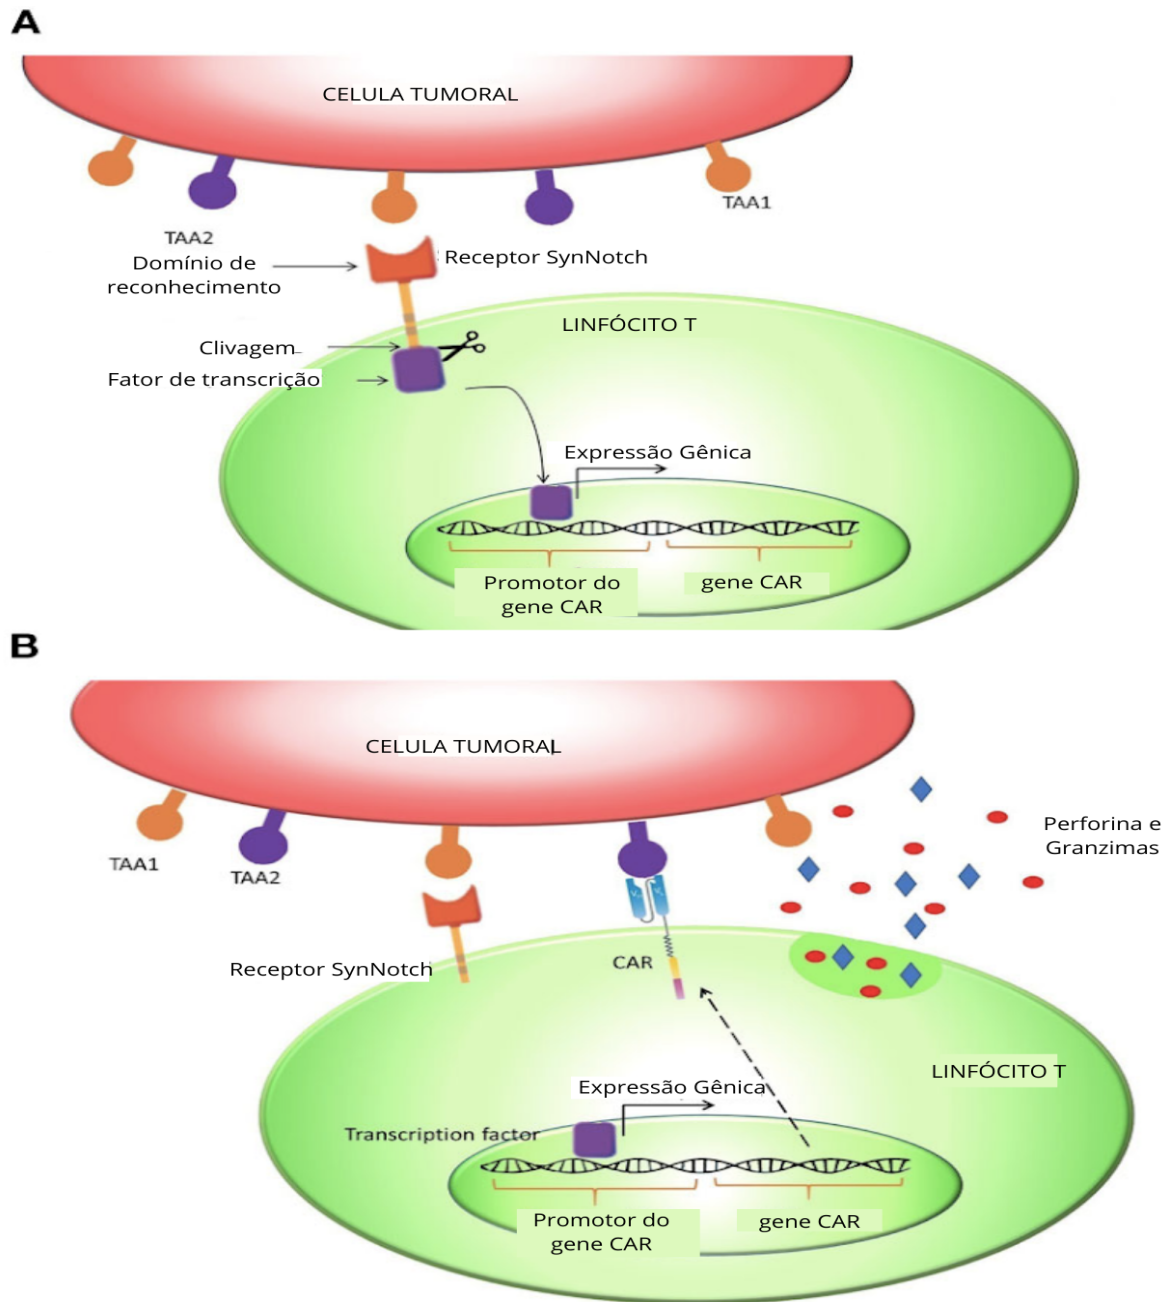 A
CELULA TUMORAL
TAA1
TAA2
Domínio de
reconhecimento
Receptor SynNotch
LINFÓCITO T
Clivagem
Fator de transcrição
Expressão Gênica
Promotor do
gene CAR
gene CAR
B
CELULA TUMORAL
Perforina e
Granzimas
TAA1
TAA2
Receptor SynNotch
CAR
LINFÓCITO T
Expressão Gênica
Transcription factor
Promotor do
gene CAR
gene CAR